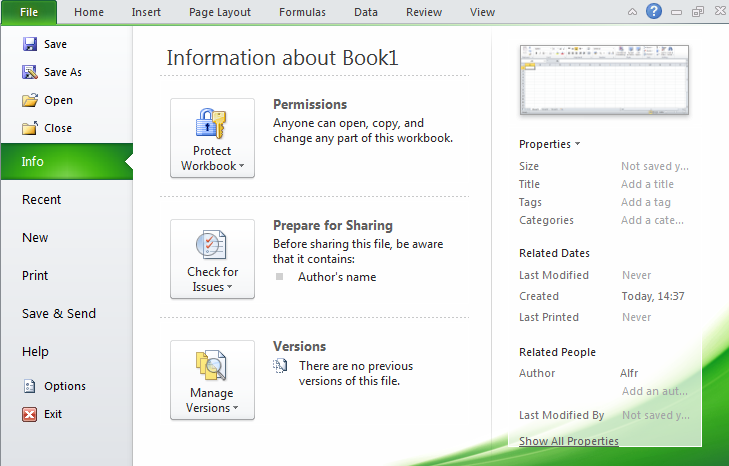 File Home Insert Page Layout Formulas Data Review View
Save
Save As
Open
Close
Info
Recent
New
Print
Save & Send
Help
Options
Exit
Information about Book1
Protect
Workbook
Permissions
Anyone can open, copy, and
change any part of this workbook.
Check for
Issues
Prepare for Sharing
Before sharing this file, be aware
that it contains:
Author's name
Manage
Versions
Versions
There are no previous
versions of this file.
Properties
Size Not saved y...
Title Add a title
Tags Add a tag
Categories Add a cate...
Related Dates
Last Modified Never
Created Today, 14:37
Last Printed Never
Related People
Author Alfr
Add an aut...
Last Modified By Not saved y...
Show All Properties